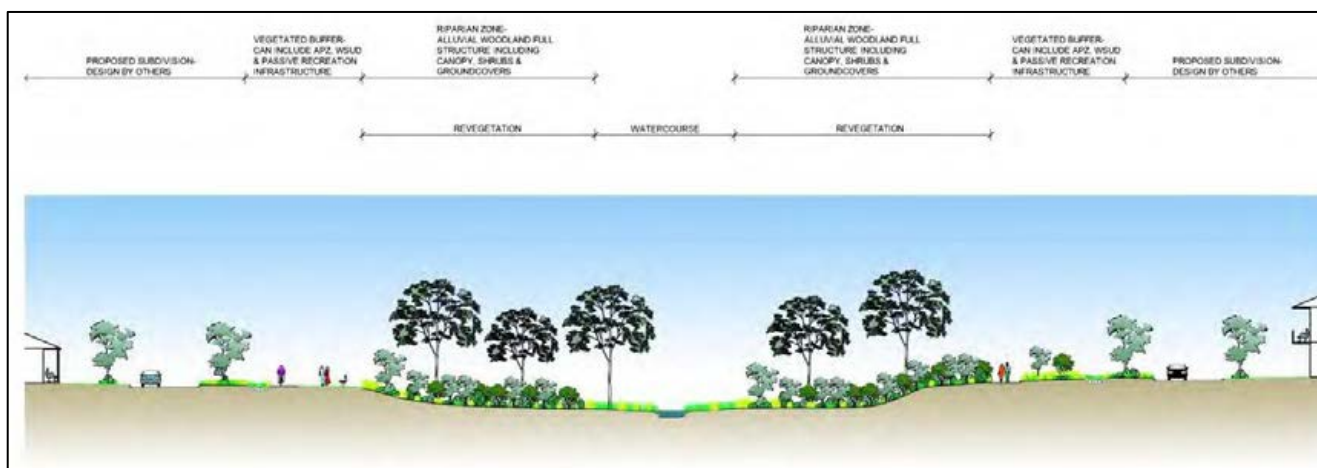 PROPOSED SUBDIVISION-
DESIGN BY OTHERS
VEGETATED BUFFER-
CAN INCLUDE APZ, WSUD
& PASSIVE RECREATION
INFRASTRUCTURE
RIPARIAN ZONE-
ALLUVIAL WOODLAND FULL
STRUCTURE INCLUDING
CANOPY, SHRUBS &
GROUNDCOVERS
RIPARIAN ZONE-
ALLUVIAL WOODLAND FULL
STRUCTURE INCLUDING
CANOPY, SHRUBS &
GROUNDCOVERS
VEGETATED BUFFER-
CAN INCLUDE APZ, WSUD
& PASSIVE RECREATION
INFRASTRUCTURE
PROPOSED SUBDIVISION-
DESIGN BY OTHERS
REVEGETATION
WATERCOURSE
REVEGETATION